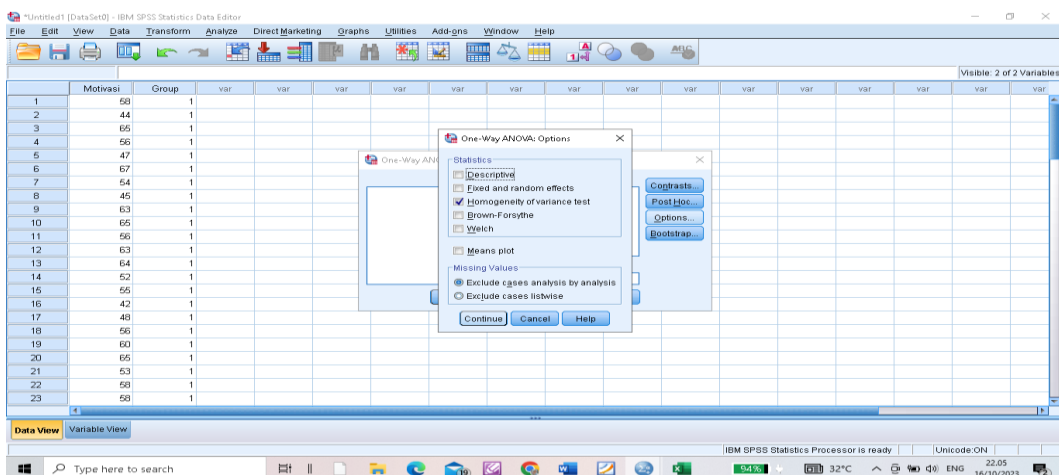 *Untitled1 [DataSet0] - IBM SPSS Statistics Data Editor
File Edit View Data Transform Analyze Direct Marketing Graphs Utilities Add-ons Window Help
Visible: 2 of 2 Variables
Motivasi Group var var var var var var var var var var
1 58 1
2 44 1
3 65 1
4 56 1
5 47 1
6 67 1
7 54 1
8 45 1
9 63 1
10 65 1
11 56 1
12 63 1
13 64 1
14 52 1
15 55 1
16 42 1
17 48 1
18 56 1
19 60 1
20 65 1
21 53 1
22 58 1
23 58 1
One-Way ANO
Contrasts...
Post Hoc...
Options...
Bootstrap...
One-Way ANOVA: Options
Statistics
Descriptive
Fixed and random effects
Homogeneity of variance test
Brown-Forsythe
Welch
Means plot
Missing Values
Exclude cases analysis by analysis
Exclude cases listwise
Continue Cancel Help
Data View Variable View
IBM SPSS Statistics Processor is ready Unicode:ON
Type here to search 94% 32°C ENG 22.05
16/10/2023